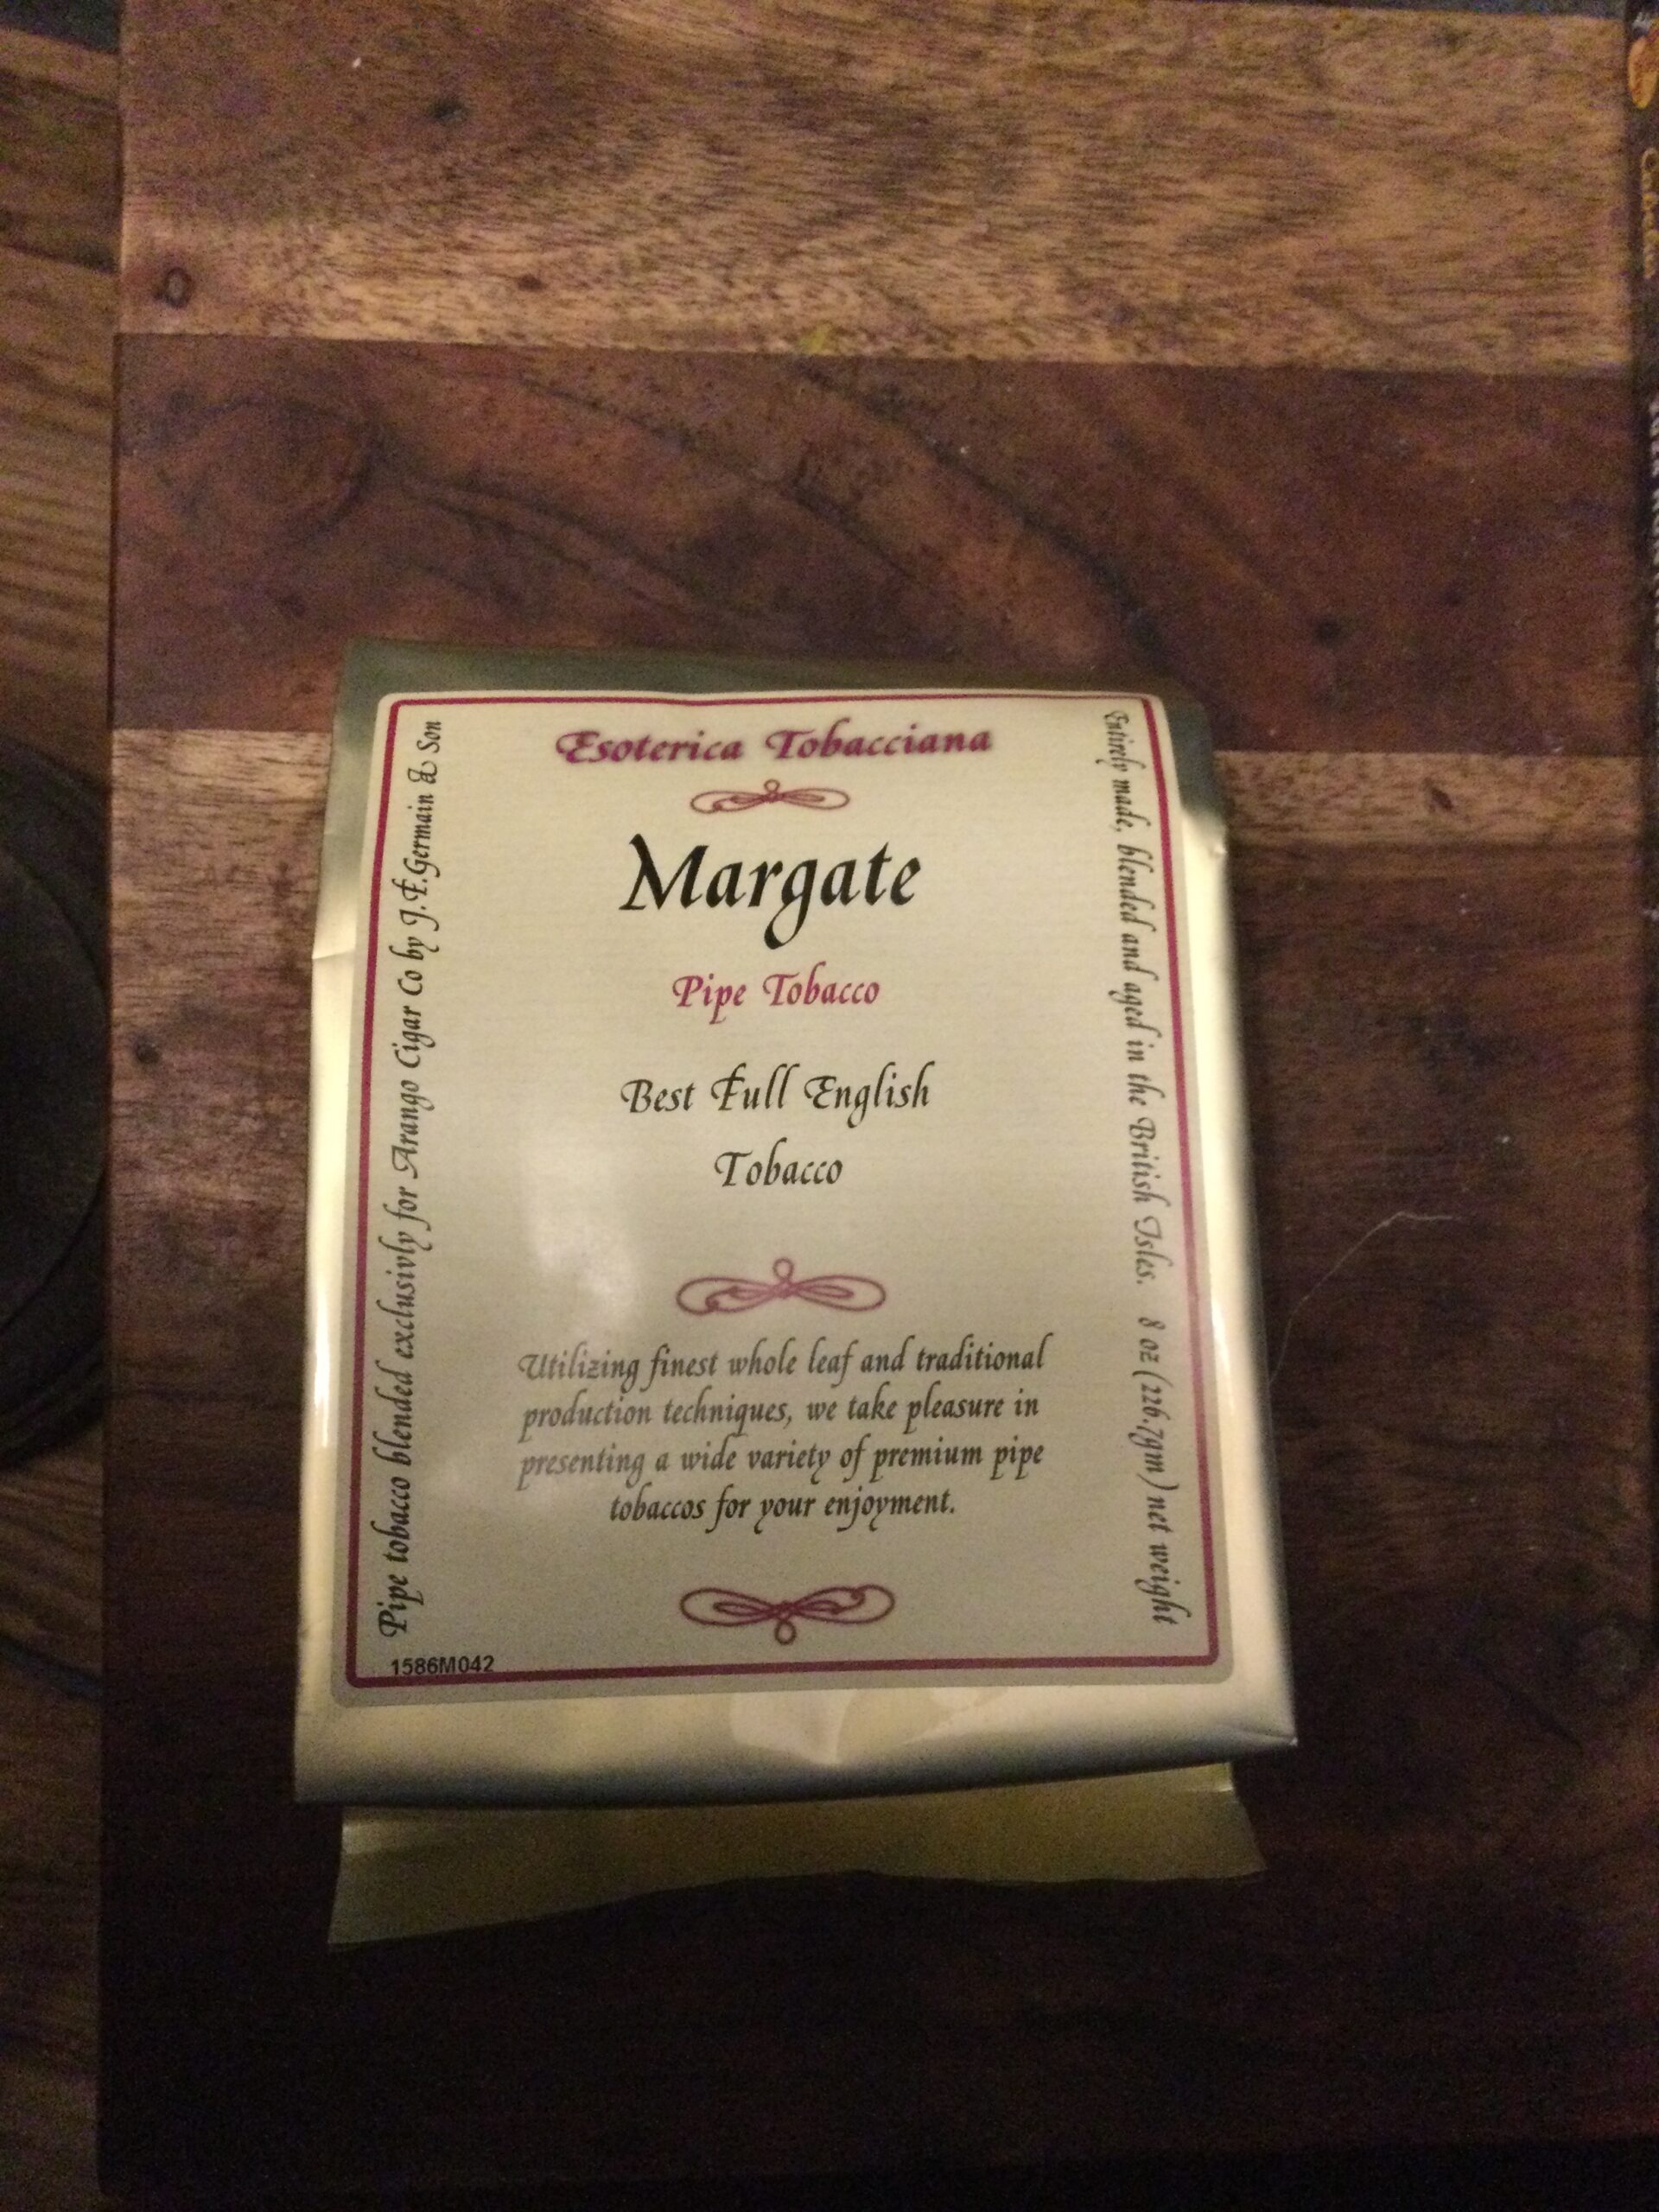 Esoterica Tobacciana
Margate
Pipe Tobacco
Best Full English
Tobacco
Utilizing finest whole leaf and traditional
production techniques, we take pleasure in
presenting a wide variety of premium pipe
tobaccos for your enjoyment.
Pipe tobacco blended exclusivly for Arango Cigar Co by J.F.Germain & Son
Entirely made, blended and aged in the British Isles. 8 oz (226.7gm) net weight
1586M042